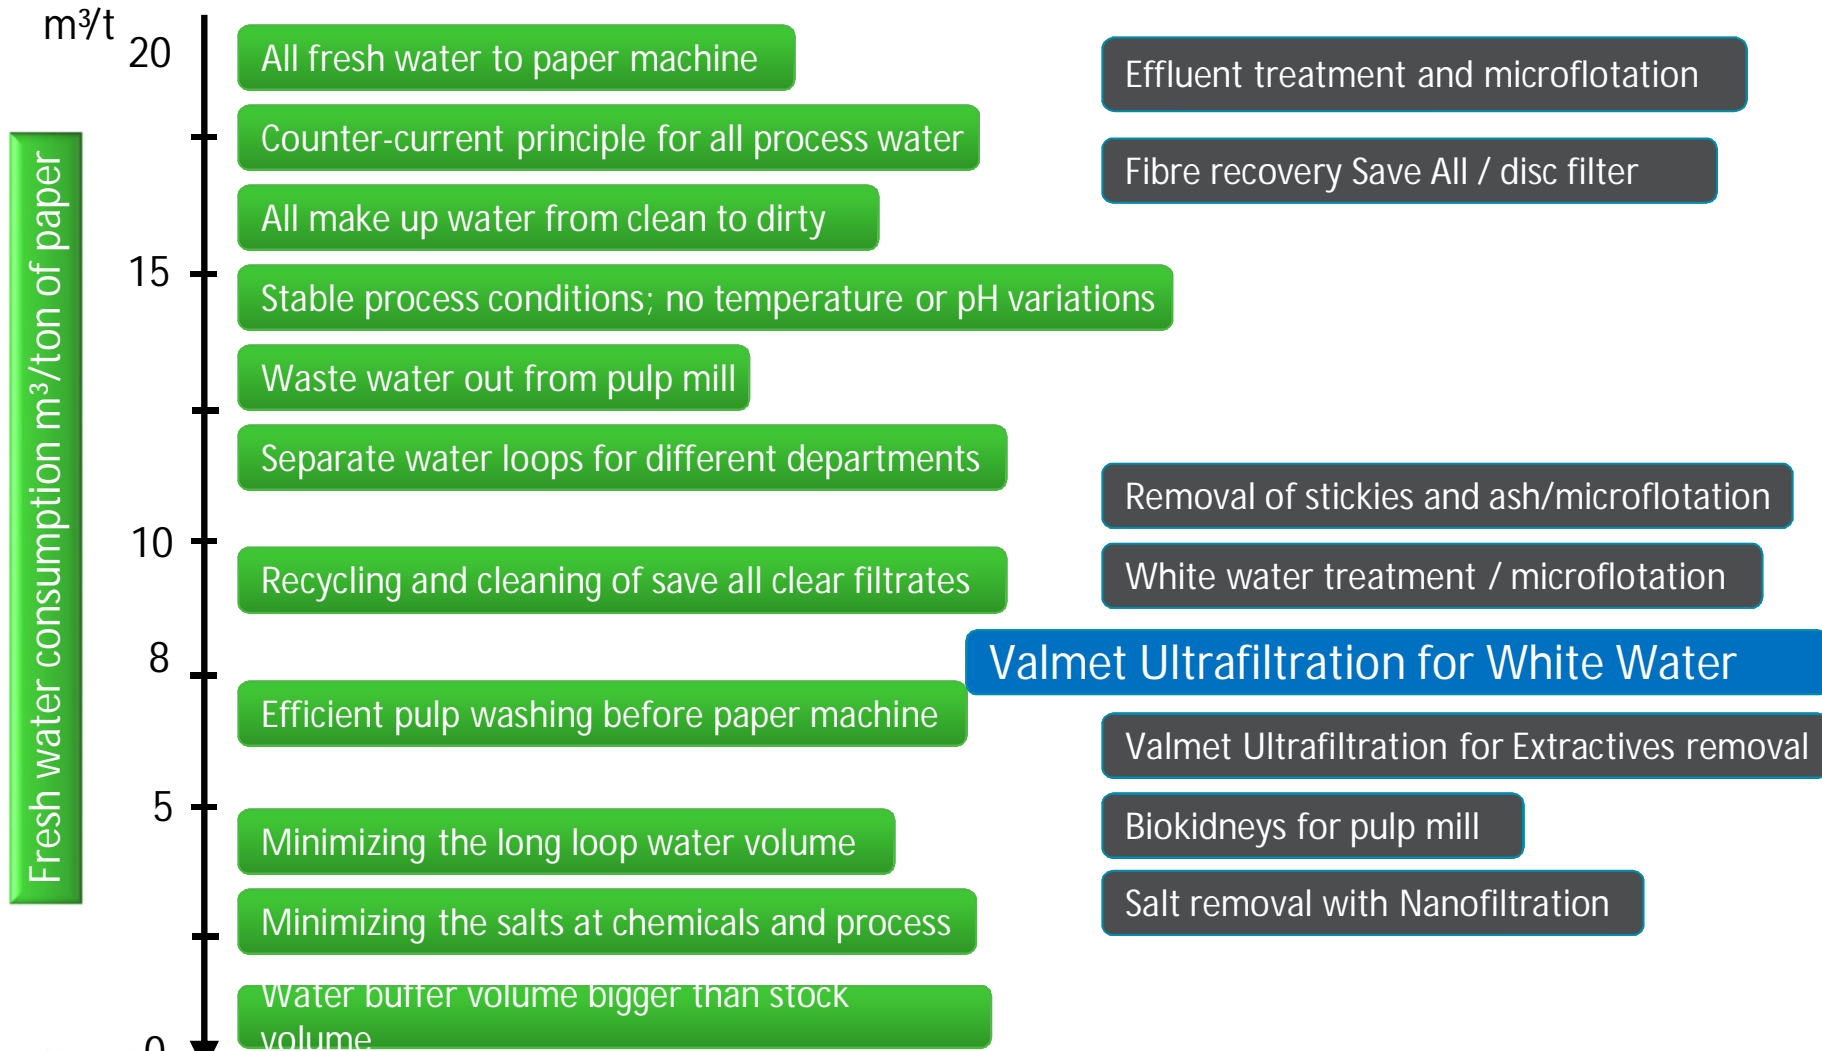 m³/t
20
15
10
8
5
0
Fresh water consumption m³/ton of paper
All fresh water to paper machine
Counter-current principle for all process water
All make up water from clean to dirty
Stable process conditions; no temperature or pH variations
Waste water out from pulp mill
Separate water loops for different departments
Recycling and cleaning of save all clear filtrates
Efficient pulp washing before paper machine
Minimizing the long loop water volume
Minimizing the salts at chemicals and process
Water buffer volume bigger than stock
volume
Effluent treatment and microflotation
Fibre recovery Save All / disc filter
Removal of stickies and ash/microflotation
White water treatment / microflotation
Valmet Ultrafiltration for White Water
Valmet Ultrafiltration for Extractives removal
Biokidneys for pulp mill
Salt removal with Nanofiltration